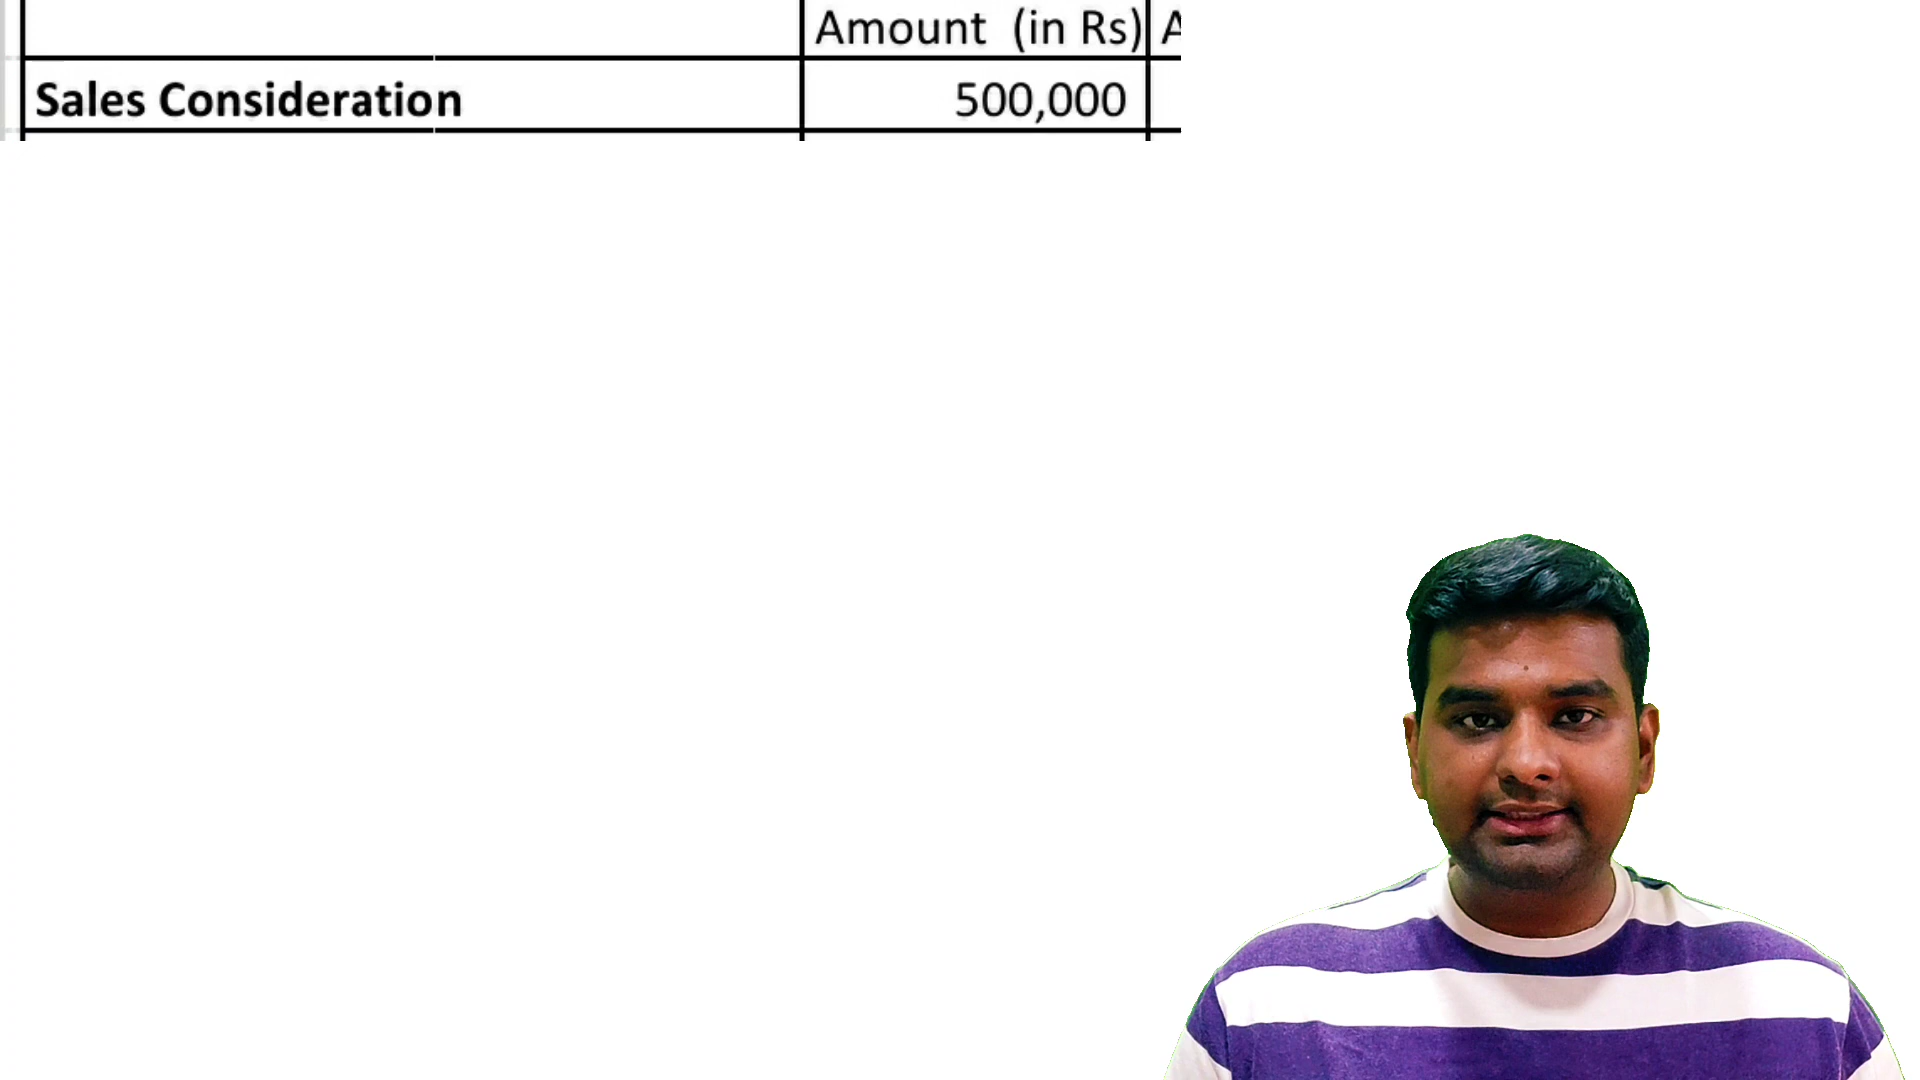 Amount (in Rs) A
Sales Consideration 500,000